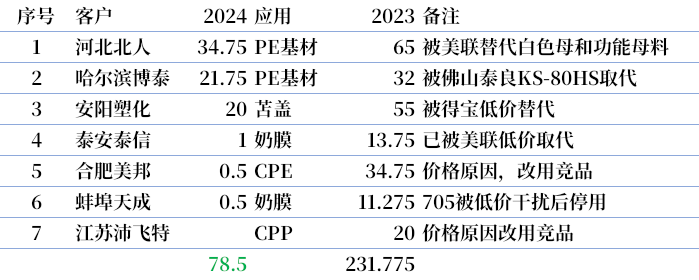 序号 客户 2024 应用 2023 备注
1 河北北人 34.75 PE基材 65 被美联替代白色母和功能母料
2 哈尔滨博泰 21.75 PE基材 32 被佛山泰良KS-80HS取代
3 安阳塑化 20 苫盖 55 被得宝低价替代
4 泰安泰信 1 奶膜 13.75 已被美联低价取代
5 合肥美邦 0.5 CPE 34.75 价格原因，改用竞品
6 蚌埠天成 0.5 奶膜 11.275 705被低价干扰后停用
7 江苏沛飞特 CPP 20 价格原因改用竞品
78.5 231.775